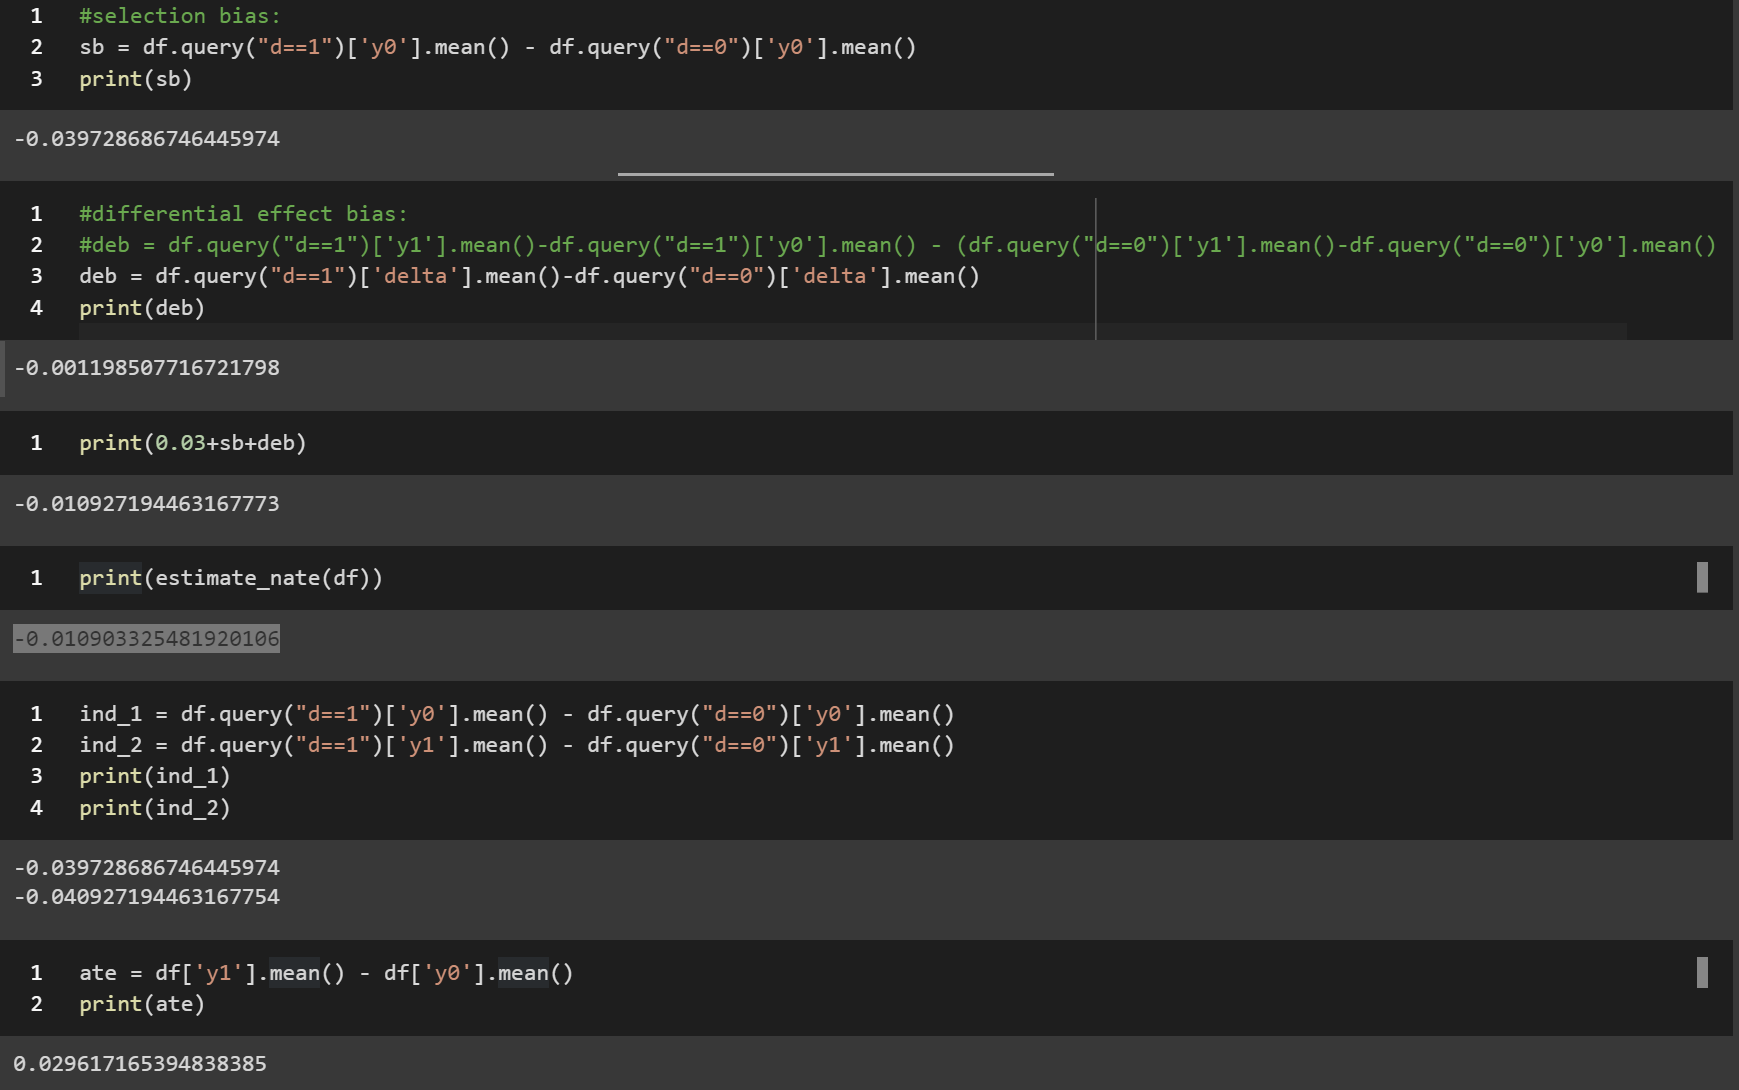 1 #selection bias:
2 sb = df.query("d==1")['y0'].mean() - df.query("d==0")['y0'].mean()
3 print(sb)
-0.039728686746445974
1 #differential effect bias:
2 #deb = df.query("d==1")['y1'].mean()-df.query("d==1")['y0'].mean() - (df.query("d==0")['y1'].mean()-df.query("d==0")['y0'].mean()
3 deb = df.query("d==1")['delta'].mean()-df.query("d==0")['delta'].mean()
4 print(deb)
-0.001198507716721798
1 print(0.03+sb+deb)
-0.010927194463167773
1 print(estimate_nate(df))
-0.010903325481920106
1 ind_1 = df.query("d==1")['y0'].mean() - df.query("d==0")['y0'].mean()
2 ind_2 = df.query("d==1")['y1'].mean() - df.query("d==0")['y1'].mean()
3 print(ind_1)
4 print(ind_2)
-0.039728686746445974
-0.040927194463167754
1 ate = df['y1'].mean() - df['y0'].mean()
2 print(ate)
0.029617165394838385